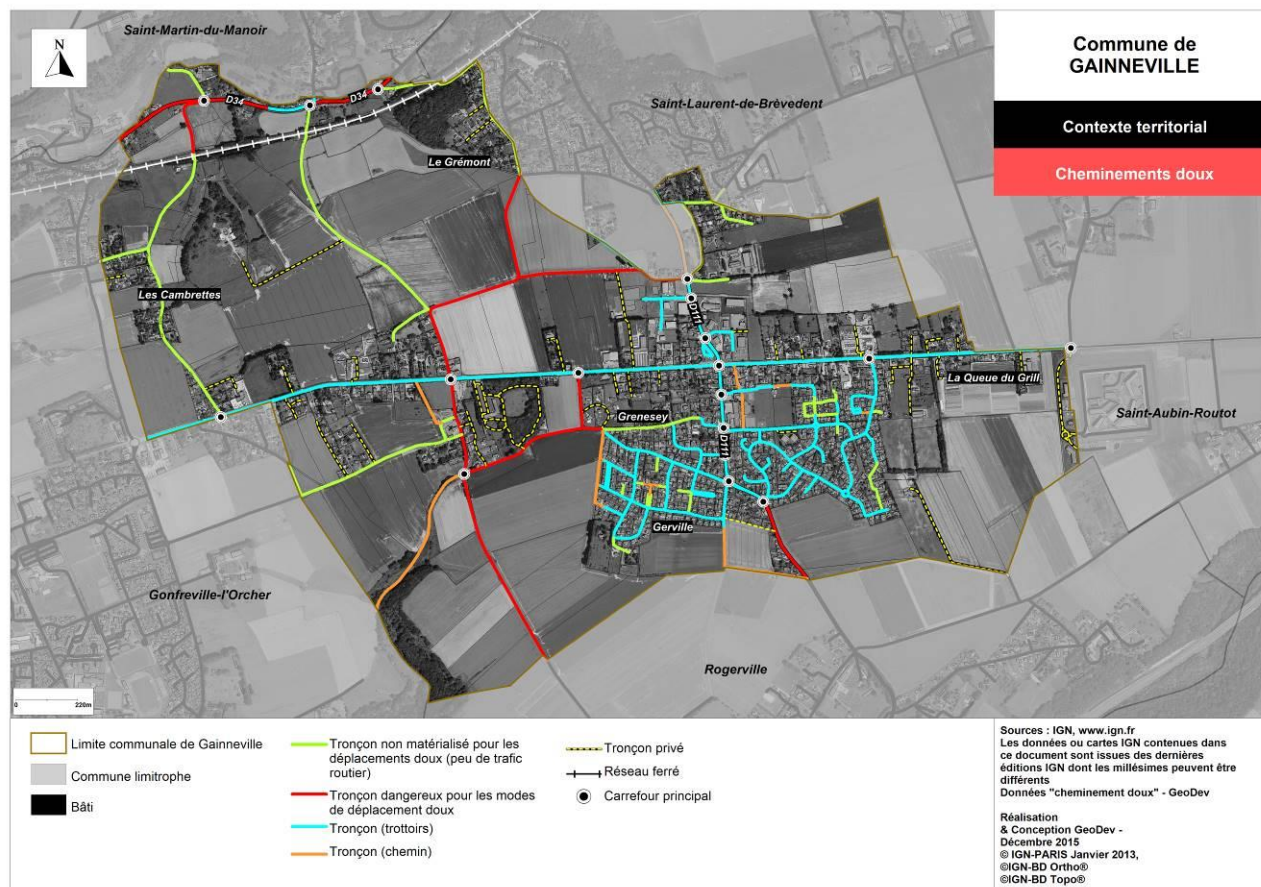 Commune de
GAINNEVILLE
Contexte territorial
Cheminements doux
N
Saint-Martin-du-Manoir
Saint-Laurent-de-Brèvedent
D34
D34
Le Grémont
Les Cambrettes
D111
La Queue du Grill
Grenesey
Saint-Aubin-Routot
D111
Gerville
Gonfreville-l'Orcher
Rogerville
0 220m
Limite communale de Gainneville
Commune limitrophe
Bâti
Tronçon non matérialisé pour les
déplacements doux (peu de trafic
routier)
Tronçon dangereux pour les modes
de déplacement doux
Tronçon (trottoirs)
Tronçon (chemin)
Tronçon privé
Réseau ferré
Carrefour principal
Sources : IGN, www.ign.fr
Les données ou cartes IGN contenues dans
ce document sont issues des dernières
éditions IGN dont les millésimes peuvent être
différents
Données "cheminement doux" - GeoDev
Réalisation
& Conception GeoDev -
Décembre 2015
© IGN-PARIS Janvier 2013,
©IGN-BD Ortho®
©IGN-BD Topo®